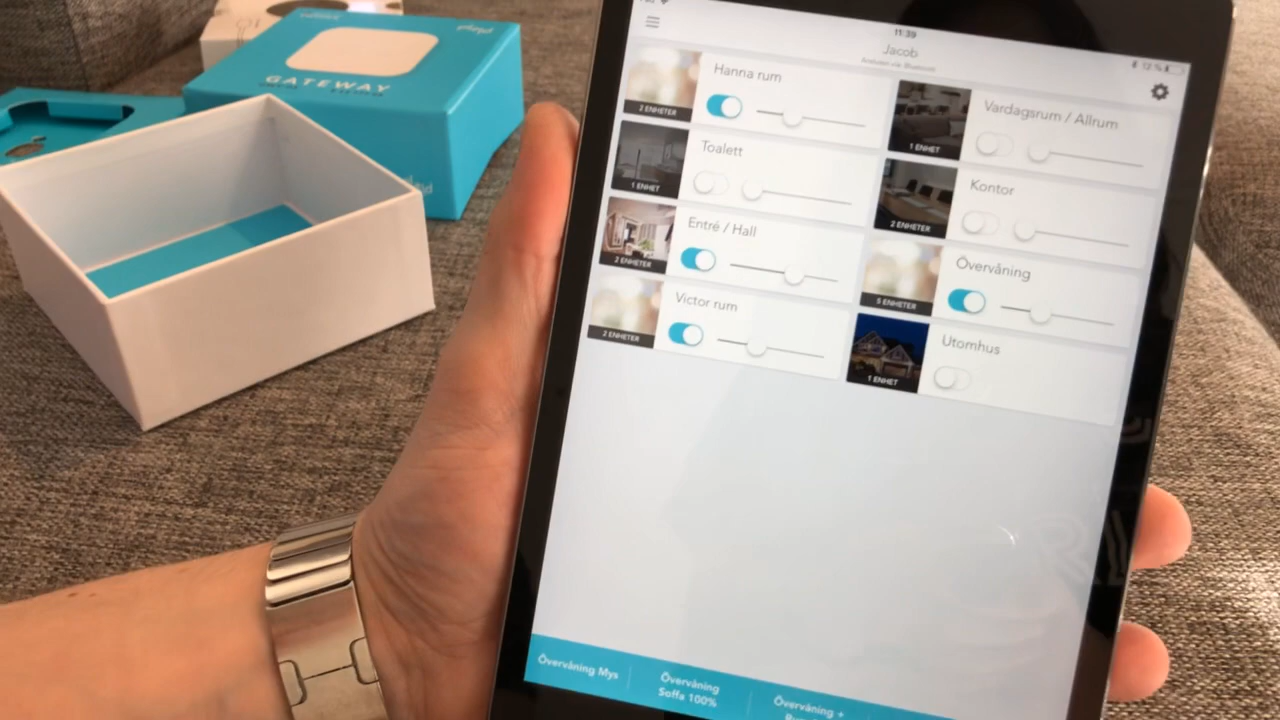 GATEWAY
11:39
12 %
Jacob
Hanna rum
2 ENHETER
Vardagsrum / Allrum
1 ENHET
Toalett
1 ENHET
Kontor
2 ENHETER
Entré / Hall
2 ENHETER
Övervåning
5 ENHETER
Victor rum
2 ENHETER
Utomhus
1 ENHET
Övervåning Mys
Övervåning
Soffa 100%
Övervåning +